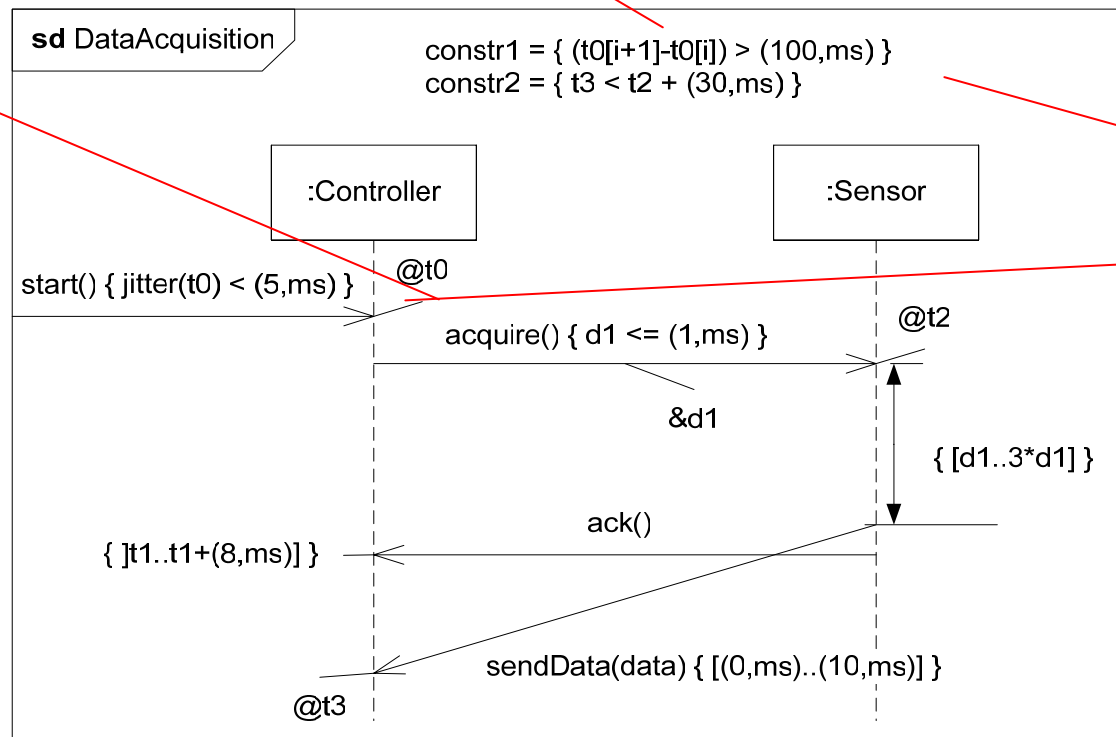 sd DataAcquisition
constr1 = { (t0[i+1]-t0[i]) > (100,ms) }
constr2 = { t3 < t2 + (30,ms) }
:Controller
:Sensor
@t0
start() { jitter(t0) < (5,ms) }
@t2
acquire() { d1 <= (1,ms) }
&d1
{ [d1..3*d1] }
ack()
{ ]t1..t1+(8,ms)] }
sendData(data) { [(0,ms)..(10,ms)] }
@t3